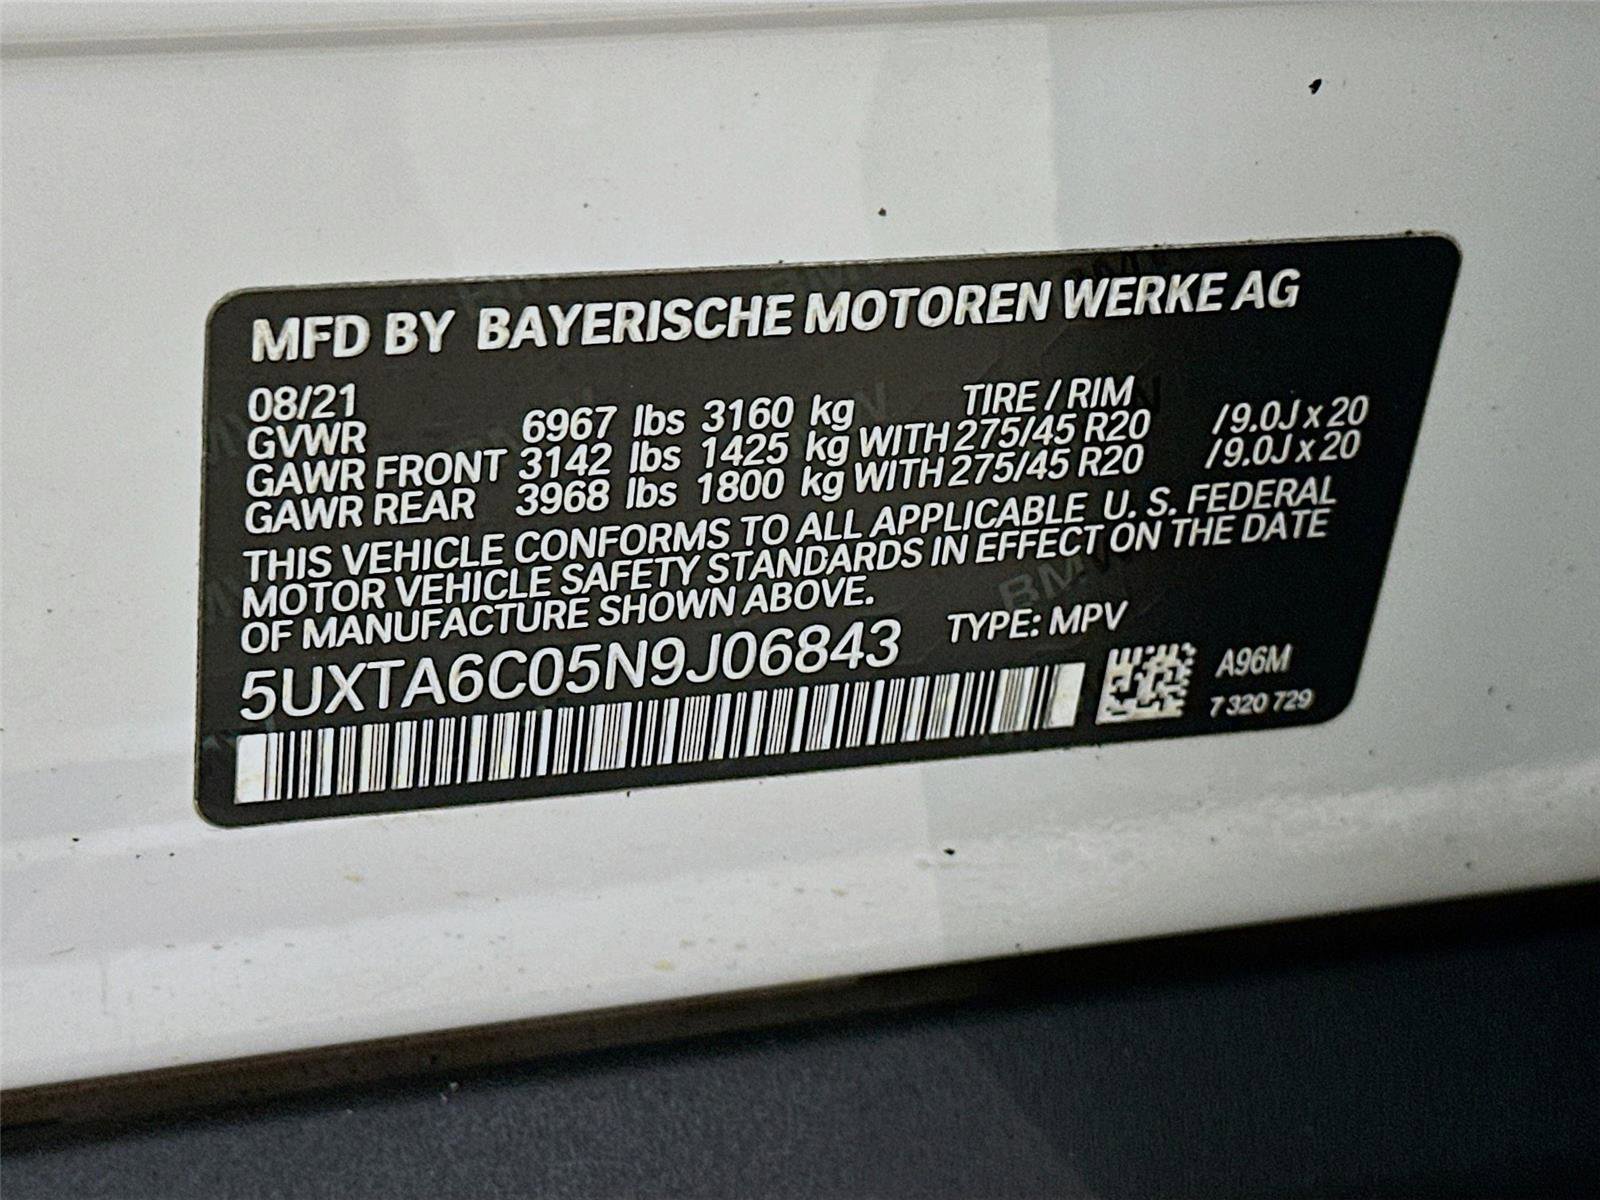 MFD BY BAYERISCHE MOTOREN WERKE AG
08/21 TIRE / RIM
GVWR 6967 lbs 3160 kg
GAWR FRONT 3142 lbs 1425 kg WITH 275/45 R20 /9.0J x 20
GAWR REAR 3968 lbs 1800 kg WITH 275/45 R20 /9.0J x 20
THIS VEHICLE CONFORMS TO ALL APPLICABLE U. S. FEDERAL
MOTOR VEHICLE SAFETY STANDARDS IN EFFECT ON THE DATE
OF MANUFACTURE SHOWN ABOVE.
5UXTA6C05N9J06843 TYPE: MPV
A96M
7 320 729
BMW